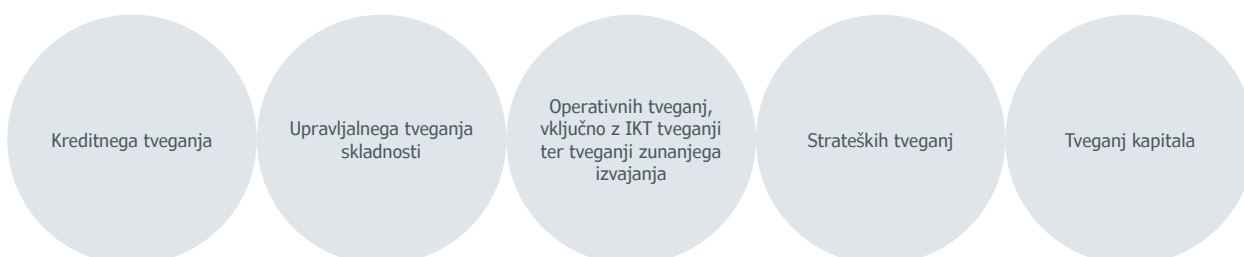 Kreditnega tveganja
Upravljalnega tveganja
skladnosti
Operativnih tveganj,
vključno z IKT tveganji
ter tveganji zunanjega
izvajanja
Strateških tveganj
Tveganj kapitala